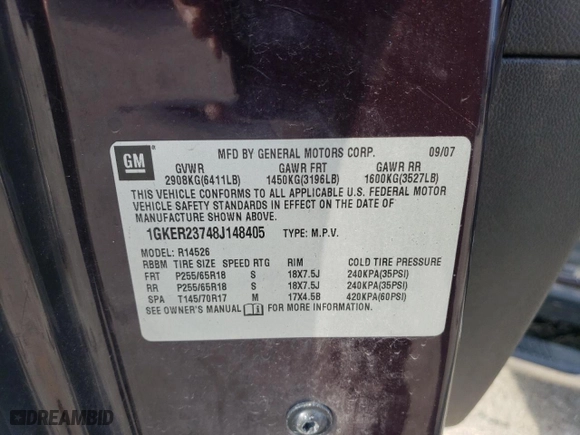 GM
MFD BY GENERAL MOTORS CORP. 09/07
GVWR GAWR FRT GAWR RR
2908KG(6411LB) 1450KG(3196LB) 1600KG(3527LB)
THIS VEHICLE CONFORMS TO ALL APPLICABLE U.S. FEDERAL MOTOR
VEHICLE SAFETY STANDARDS IN EFFECT ON THE DATE OF
MANUFACTURE SHOWN ABOVE.
1GKER23748J148405 TYPE: M.P.V.
MODEL: R14526
RBBM TIRE SIZE SPEED RTG RIM COLD TIRE PRESSURE
FRT P255/65R18 S 18X7.5J 240KPA(35PSI)
RR P255/65R18 S 18X7.5J 240KPA(35PSI)
SPA T145/70R17 M 17X4.5B 420KPA(60PSI)
SEE OWNER'S MANUAL FOR MORE INFORMATION.
DREAMBID